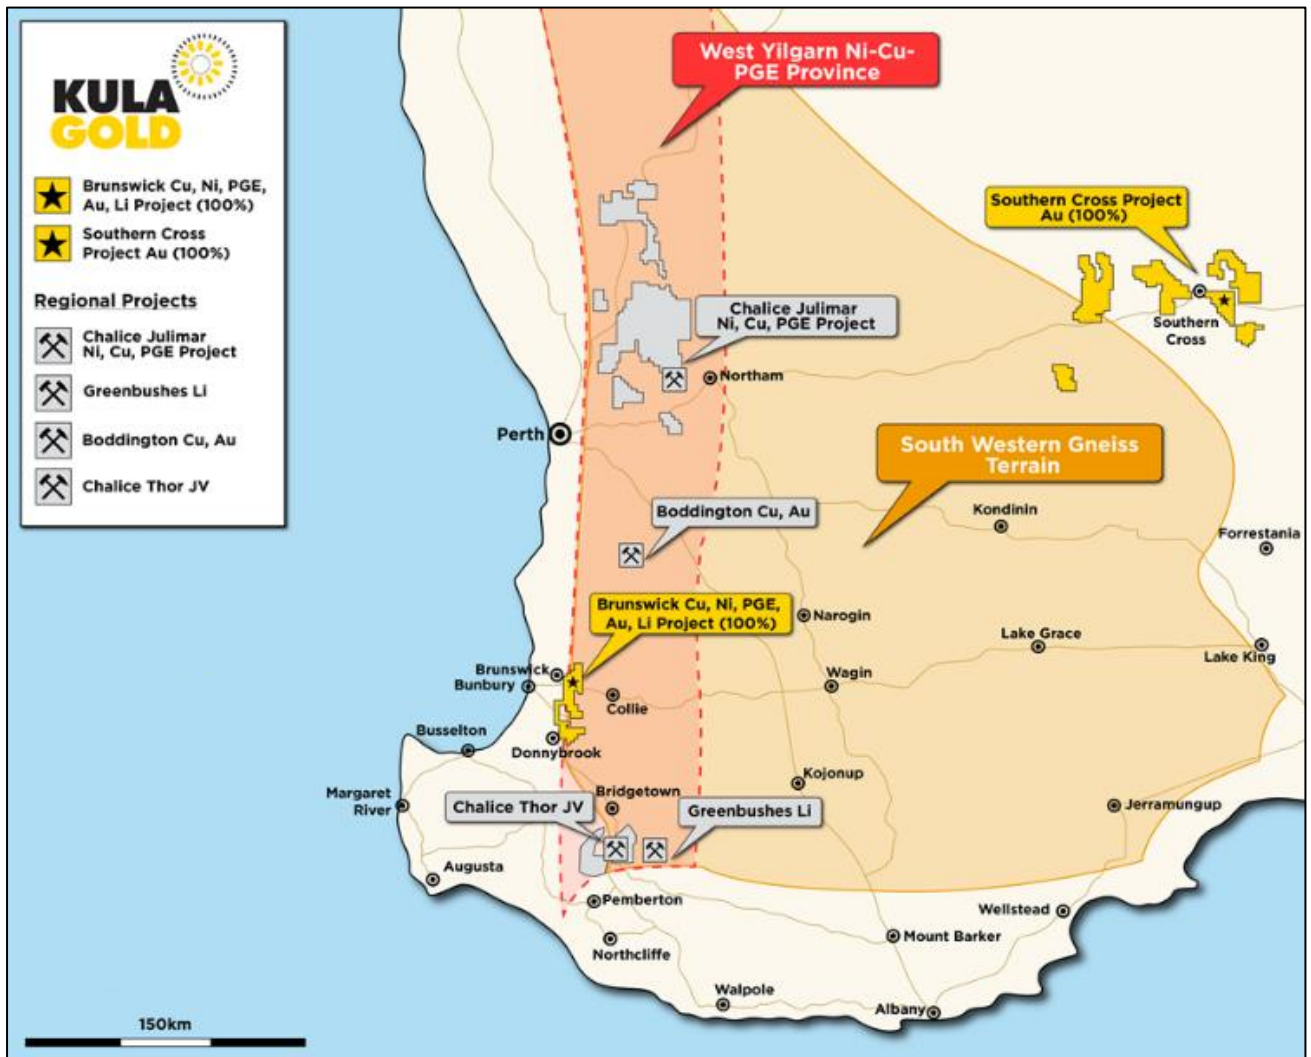 KULA
GOLD
Brunswick Cu, Ni, PGE,
Au, Li Project (100%)
Southern Cross
Project Au (100%)
Regional Projects
Chalice Julimar
Ni, Cu, PGE Project
Greenbushes Li
Boddington Cu, Au
Chalice Thor JV
West Yilgarn Ni-Cu-
PGE Province
Southern Cross Project
Au (100%)
Southern
Cross
Chalice Julimar
Ni, Cu, PGE Project
Northam
Perth
South Western Gneiss
Terrain
Boddington Cu, Au
Kondinin
Forrestania
Brunswick Cu, Ni, PGE,
Au, Li Project (100%)
Narogin
Lake Grace
Lake King
Brunswick
Bunbury
Wagin
Collie
Busselton
Donnybrook
Margaret
River
Bridgetown
Kojonup
Chalice Thor JV
Greenbushes Li
Jerramungup
Augusta
Pemberton
Wellstead
Northcliffe
Mount Barker
Walpole
Albany
150km